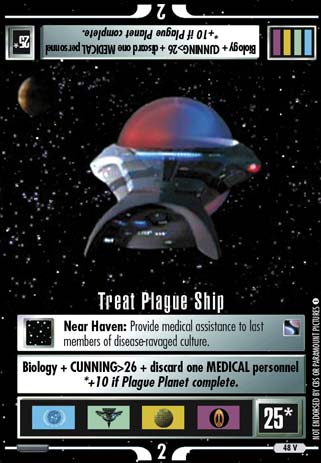 2
Biology + CUNNING>26 + discard one MEDICAL personnel
*+10 if Plague Planet complete.
25*
Treat Plague Ship
Near Haven: Provide medical assistance to last
members of disease-ravaged culture.
Biology + CUNNING>26 + discard one MEDICAL personnel
*+10 if Plague Planet complete.
25*
2
48 V
NOT ENDORSED BY CBS OR PARAMOUNT PICTURES